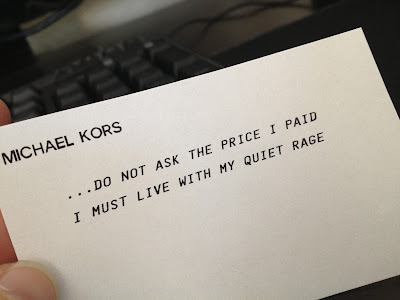 MICHAEL KORS
...DO NOT ASK THE PRICE I PAID
I MUST LIVE WITH MY QUIET RAGE